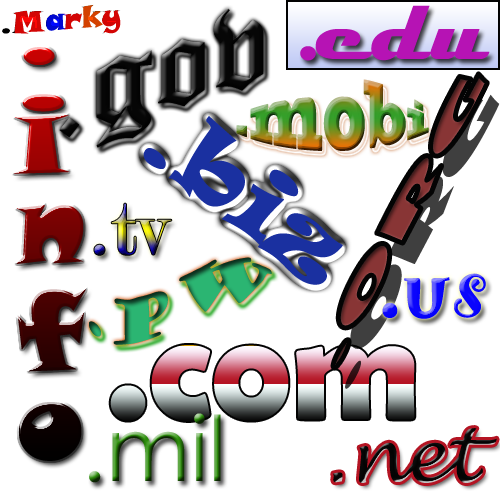 .Marky
.edu
.gov
.mobi
.biz
.org
.info
.tv
.us
.pw
.com
.mil
.net